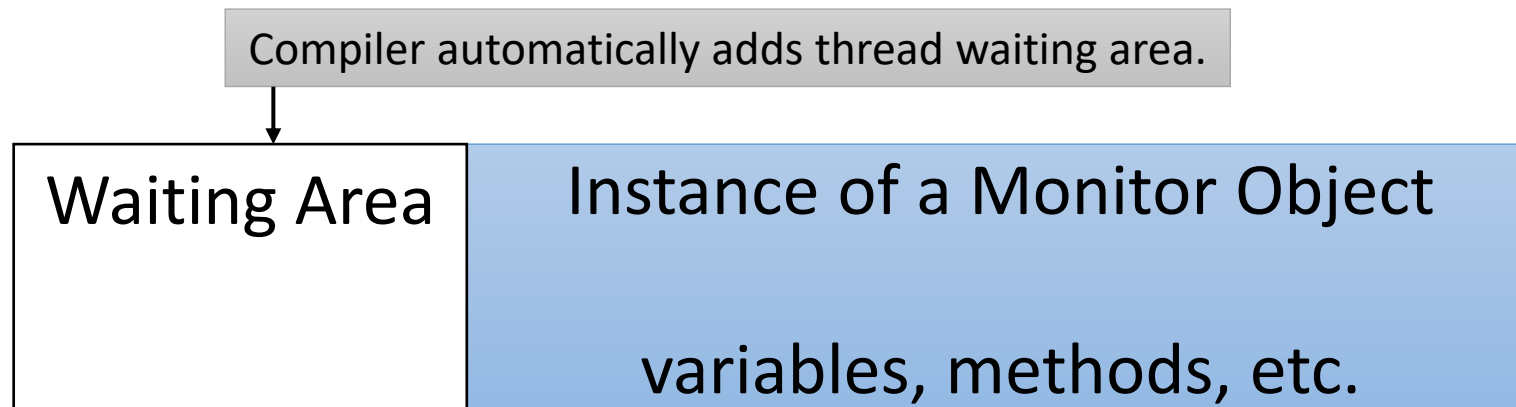 Compiler automatically adds thread waiting area.
Waiting Area
Instance of a Monitor Object
variables, methods, etc.